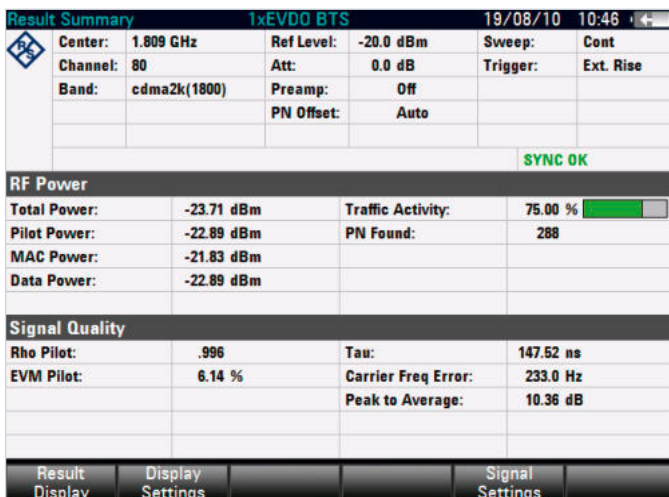 Result Summary 1xEVDO BTS 19/08/10 10:46
Center: 1.809 GHz Ref Level: -20.0 dBm Sweep: Cont
Channel: 80 Att: 0.0 dB Trigger: Ext. Rise
Band: cdma2k(1800) Preamp: Off
PN Offset: Auto
SYNC OK
RF Power
Total Power: -23.71 dBm Traffic Activity: 75.00 %
Pilot Power: -22.89 dBm PN Found: 288
MAC Power: -21.83 dBm
Data Power: -22.89 dBm
Signal Quality
Rho Pilot: .996 Tau: 147.52 ns
EVM Pilot: 6.14 % Carrier Freq Error: 233.0 Hz
Peak to Average: 10.36 dB
Result Display Signal
Display Settings Settings